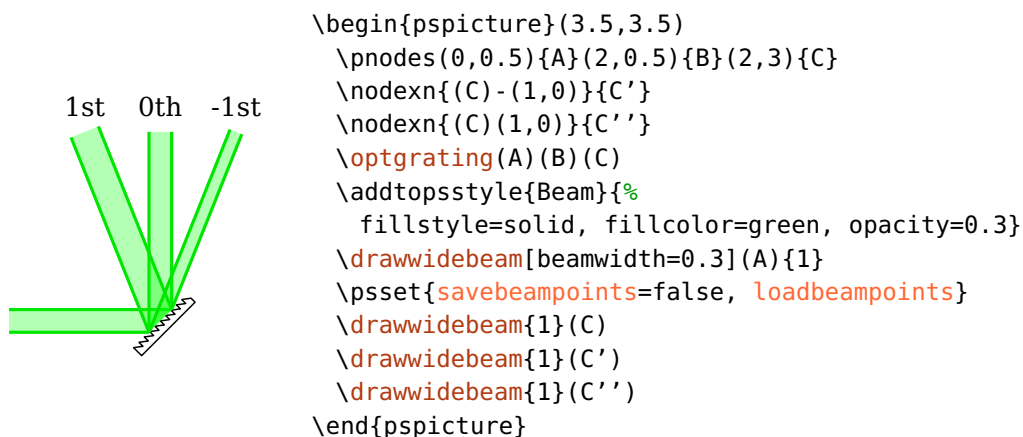 \begin{pspicture}(3.5,3.5)
\pnodes(0,0.5){A}(2,0.5){B}(2,3){C}
\nodexn{(C)-(1,0)}{C’}
\nodexn{(C)(1,0)}{C’’}
\optgrating(A)(B)(C)
\addtopsstyle{Beam}{%
fillstyle=solid, fillcolor=green, opacity=0.3}
\drawwidebeam[beamwidth=0.3](A){1}
\psset{savebeampoints=false, loadbeampoints}
\drawwidebeam{1}(C)
\drawwidebeam{1}(C’)
\drawwidebeam{1}(C’’)
\end{pspicture}
1st 0th -1st